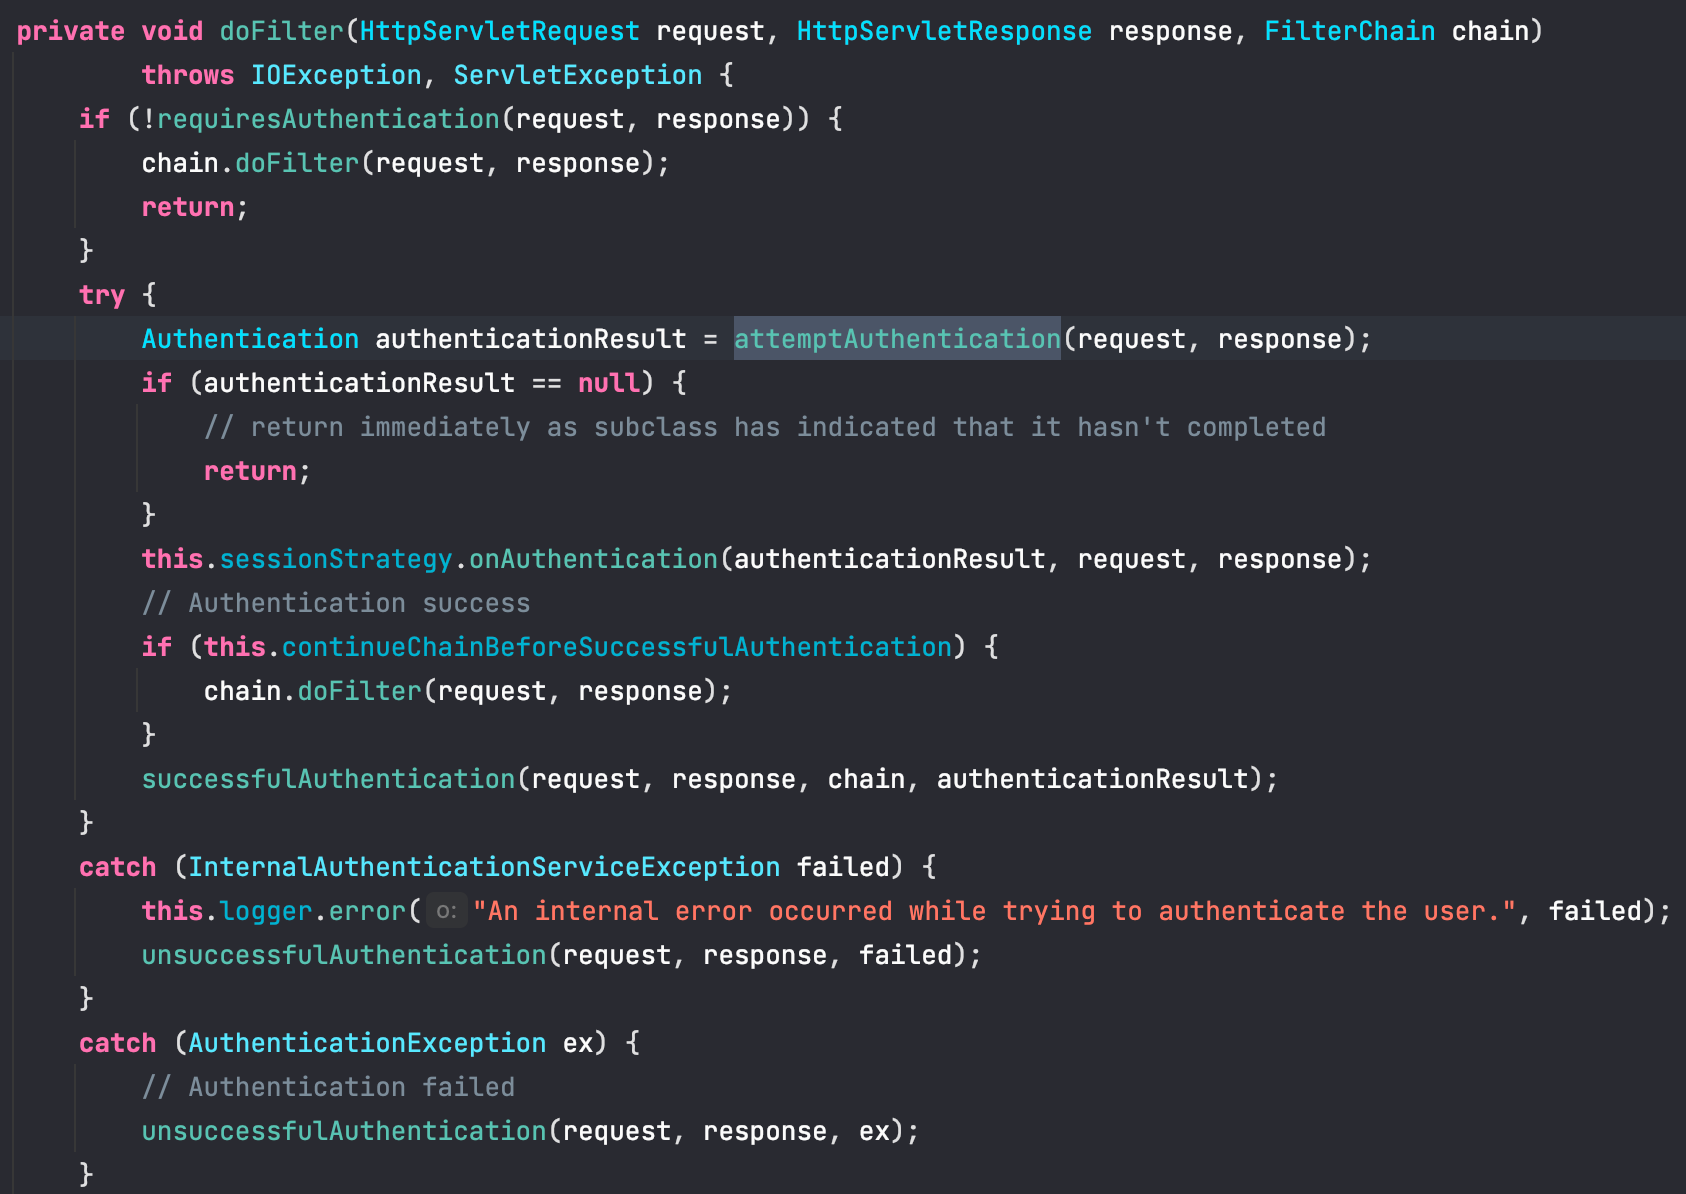 private void doFilter(HttpServletRequest request, HttpServletResponse response, FilterChain chain)
        throws IOException, ServletException {
    if (!requiresAuthentication(request, response)) {
        chain.doFilter(request, response);
        return;
    }
    try {
        Authentication authenticationResult = attemptAuthentication(request, response);
        if (authenticationResult == null) {
            // return immediately as subclass has indicated that it hasn't completed
            return;
        }
        this.sessionStrategy.onAuthentication(authenticationResult, request, response);
        // Authentication success
        if (this.continueChainBeforeSuccessfulAuthentication) {
            chain.doFilter(request, response);
        }
        successfulAuthentication(request, response, chain, authenticationResult);
    }
    catch (InternalAuthenticationServiceException failed) {
        this.logger.error( o: "An internal error occurred while trying to authenticate the user.", failed);
        unsuccessfulAuthentication(request, response, failed);
    }
    catch (AuthenticationException ex) {
        // Authentication failed
        unsuccessfulAuthentication(request, response, ex);
    }